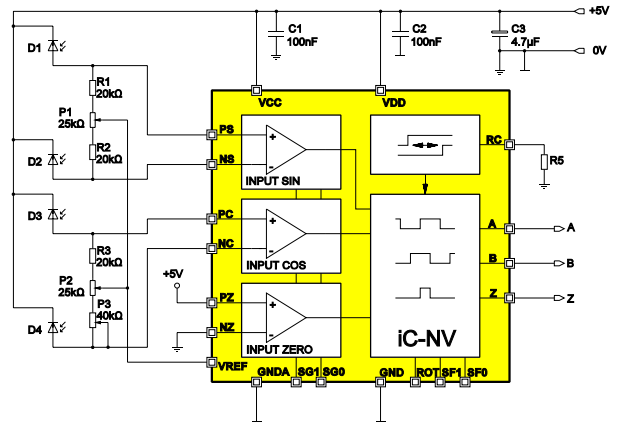 +5V
C1
100nF
C2
100nF
C3
4.7µF
0V
D1
R1
20kΩ
P1
25kΩ
R2
20kΩ
D2
D3
R3
20kΩ
P2
25kΩ
P3
40kΩ
D4
+5V
VCC
VDD
PS
NS
+
-
INPUT SIN
PC
NC
+
-
INPUT COS
PZ
NZ
+
-
INPUT ZERO
VREF
RC
R5
A
A
B
B
Z
Z
iC-NV
GNDA
SG1
SG0
GND
ROT
SF1
SF0